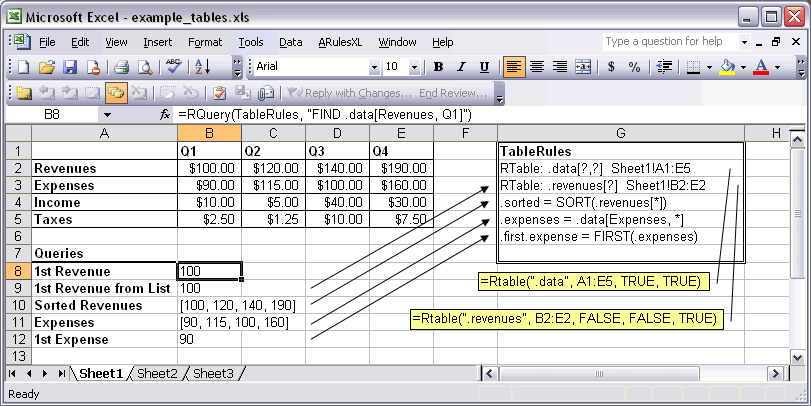 Microsoft Excel - example_tables.xls
File Edit View Insert Format Tools Data ARulesXL Window Help Type a question for help
Arial 10 B I U $ %
Reply with Changes... End Review...
B8 fx =RQuery(TableRules, "FIND .data[Revenues, Q1]")
A B C D E F G H
1 Q1 Q2 Q3 Q4 TableRules
2 Revenues $100.00 $120.00 $140.00 $190.00 RTable: .data[?,?] Sheet1!A1:E5
3 Expenses $90.00 $115.00 $100.00 $160.00 RTable: .revenues[?] Sheet1!B2:E2
4 Income $10.00 $5.00 $40.00 $30.00 .sorted = SORT(.revenues[*])
5 Taxes $2.50 $1.25 $10.00 $7.50 .expenses = .data[Expenses, *]
6 .first.expense = FIRST(.expenses)
7 Queries
8 1st Revenue 100
9 1st Revenue from List 100 =Rtable(".data", A1:E5, TRUE, TRUE)
10 Sorted Revenues [100, 120, 140, 190]
11 Expenses [90, 115, 100, 160] =Rtable(".revenues", B2:E2, FALSE, FALSE, TRUE)
12 1st Expense 90
13
Sheet1 Sheet2 Sheet3
Ready